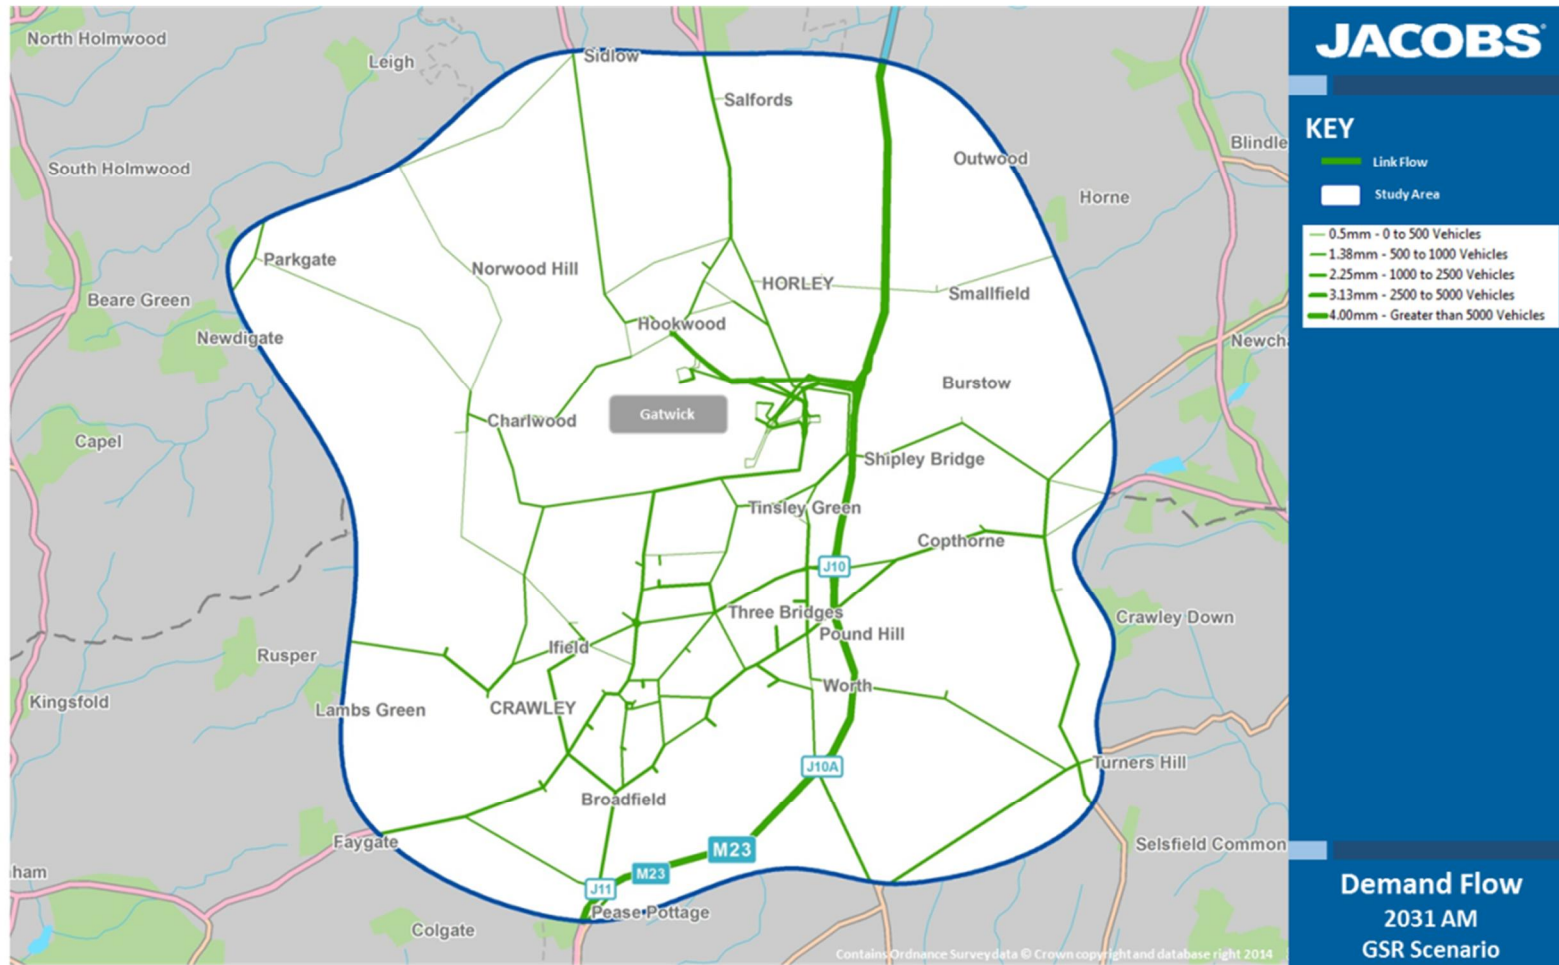 North Holmwood
Leigh
Sidlow
Salfords
Outwood
Blindle
South Holmwood
Horne
Parkgate
Norwood Hill
HORLEY
Smallfield
Beare Green
Hookwood
Newdigate
Newcha
Burstow
Gatwick
Charlwood
Capel
Shipley Bridge
Tinsley Green
Copthorne
J10
Three Bridges
Crawley Down
Pound Hill
Ifield
Rusper
Worth
Kingsfold
Lambs Green
CRAWLEY
J10A
Turners Hill
Broadfield
Faygate
M23
Selsfield Common
ham
M23
J11
Pease Pottage
Colgate
Contains Ordnance Survey data © Crown copyright and database right 2014
JACOBS
KEY
Link Flow
Study Area
0.5mm - 0 to 500 Vehicles
1.38mm - 500 to 1000 Vehicles
2.25mm - 1000 to 2500 Vehicles
3.13mm - 2500 to 5000 Vehicles
4.00mm - Greater than 5000 Vehicles
Demand Flow
2031 AM
GSR Scenario